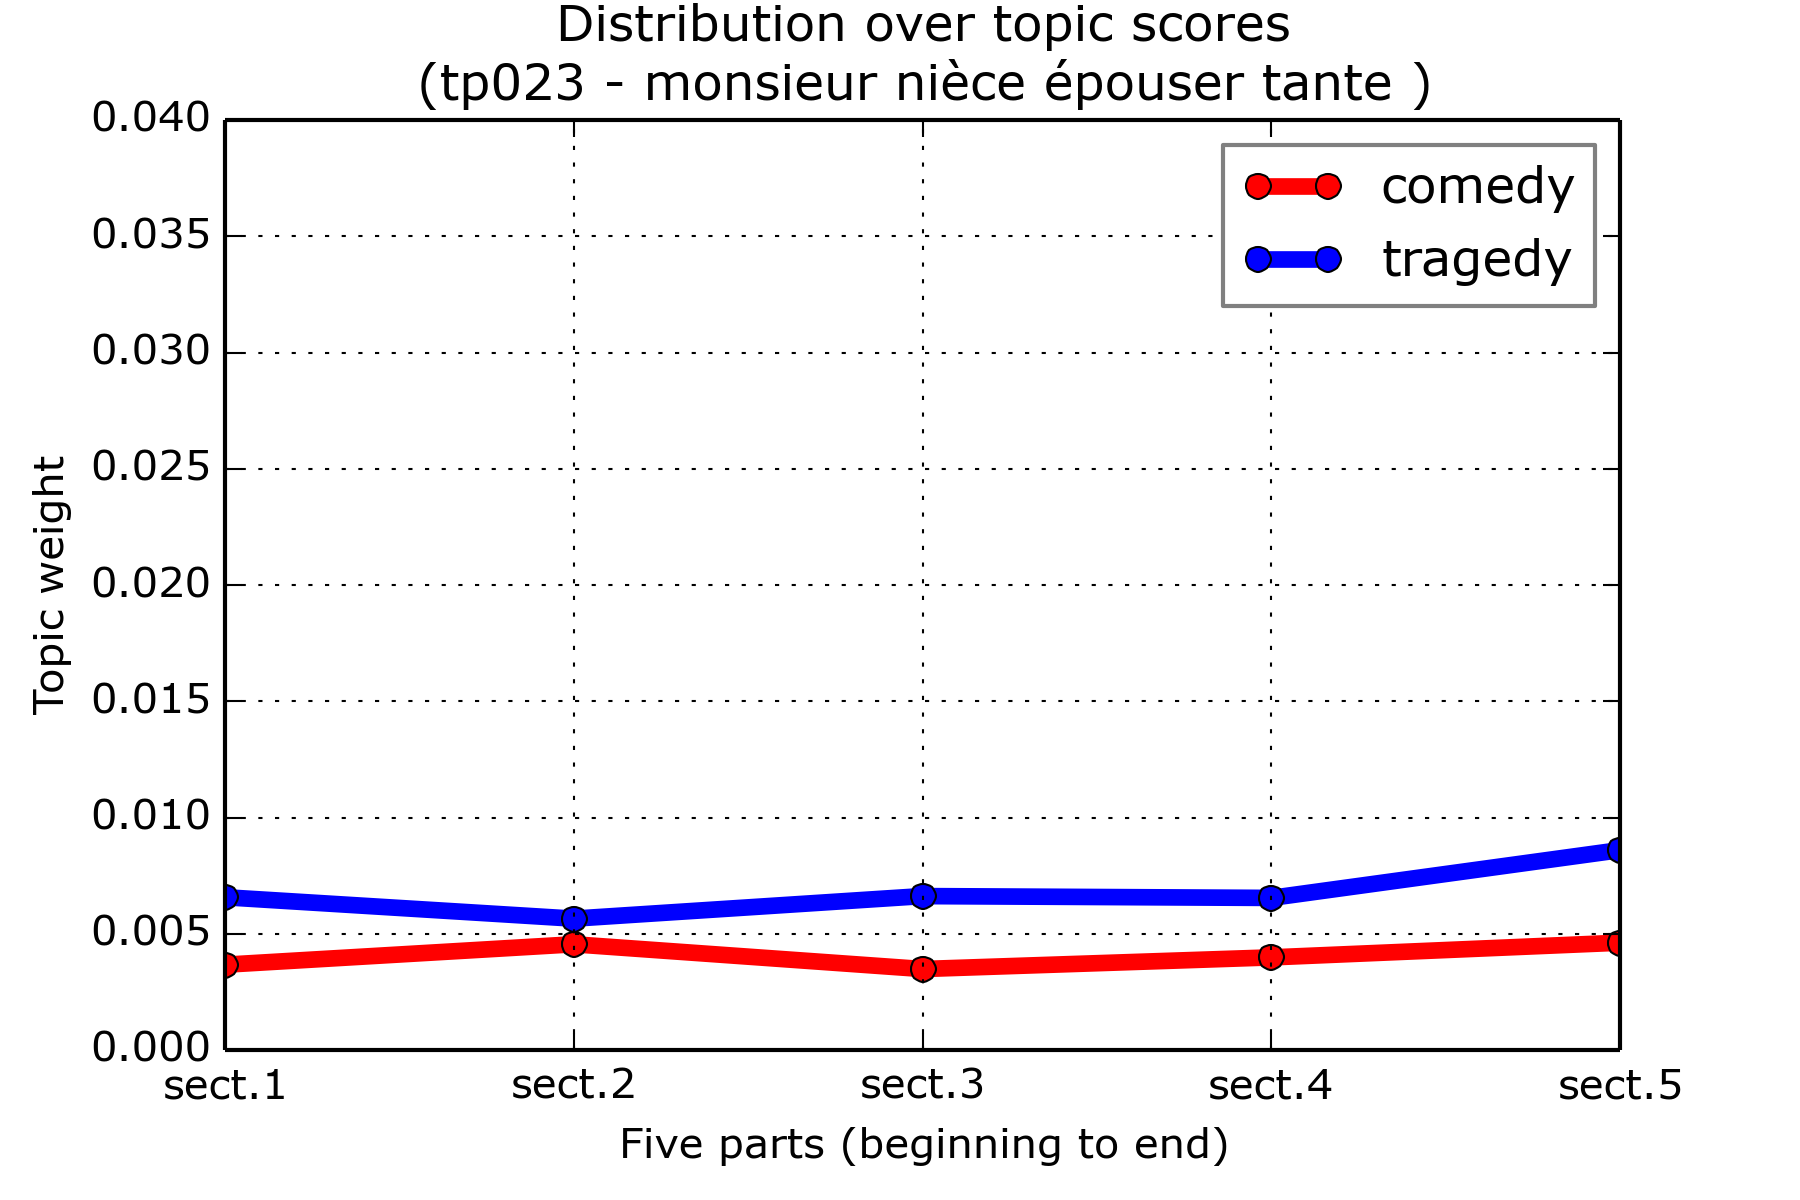 Distribution over topic scores
(tp023 - monsieur nièce épouser tante )
0.040
0.035
0.030
0.025
0.020
0.015
0.010
0.005
0.000
Topic weight
comedy
tragedy
sect.1 sect.2 sect.3 sect.4 sect.5
Five parts (beginning to end)